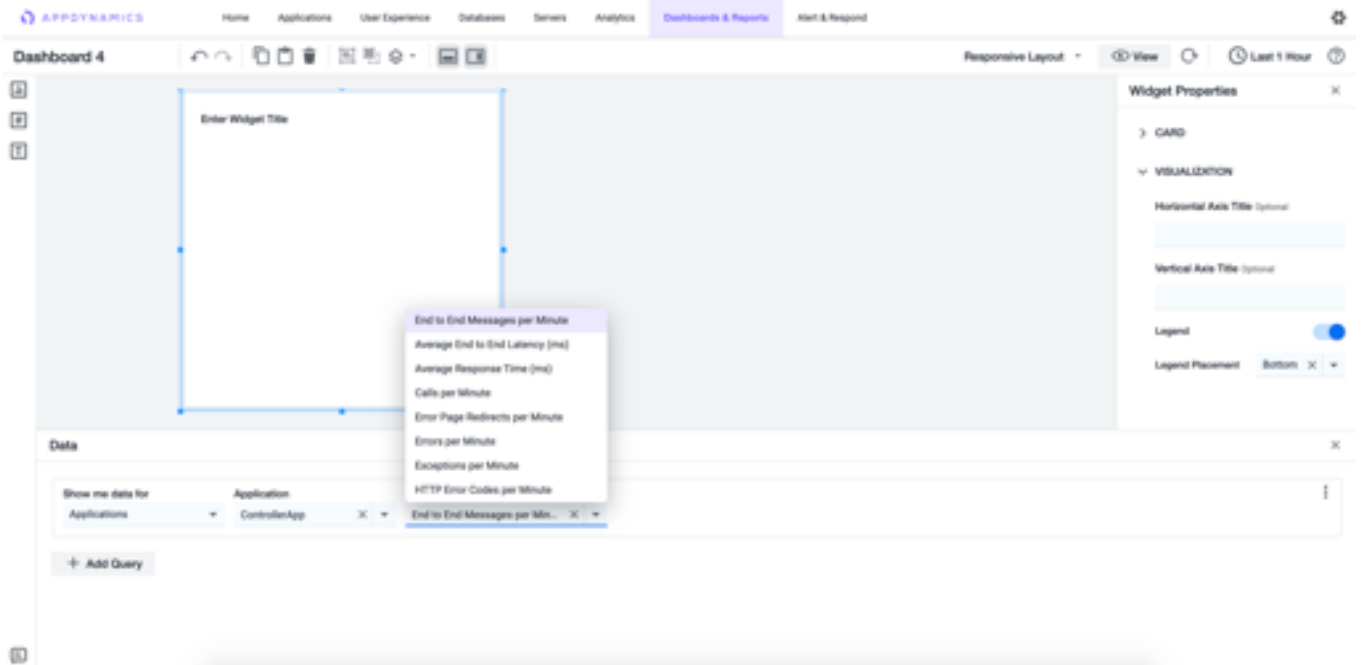 APPDYNAMICS Home Applications User Experience Databases Servers Analytics Dashboards & Reports Alert & Respond
Dashboard 4 Responsive Layout View Last 1 Hour
Widget Properties
Enter Widget Title
CARD
VISUALIZATION
Horizontal Axis Title Optional
Vertical Axis Title Optional
Legend
Legend Placement Bottom
End to End Messages per Minute
Average End to End Latency (ms)
Average Response Time (ms)
Calls per Minute
Error Page Redirects per Minute
Errors per Minute
Exceptions per Minute
HTTP Error Codes per Minute
Data
Show me data for Application
Applications ControllerApp End to End Messages per Min...
+ Add Query